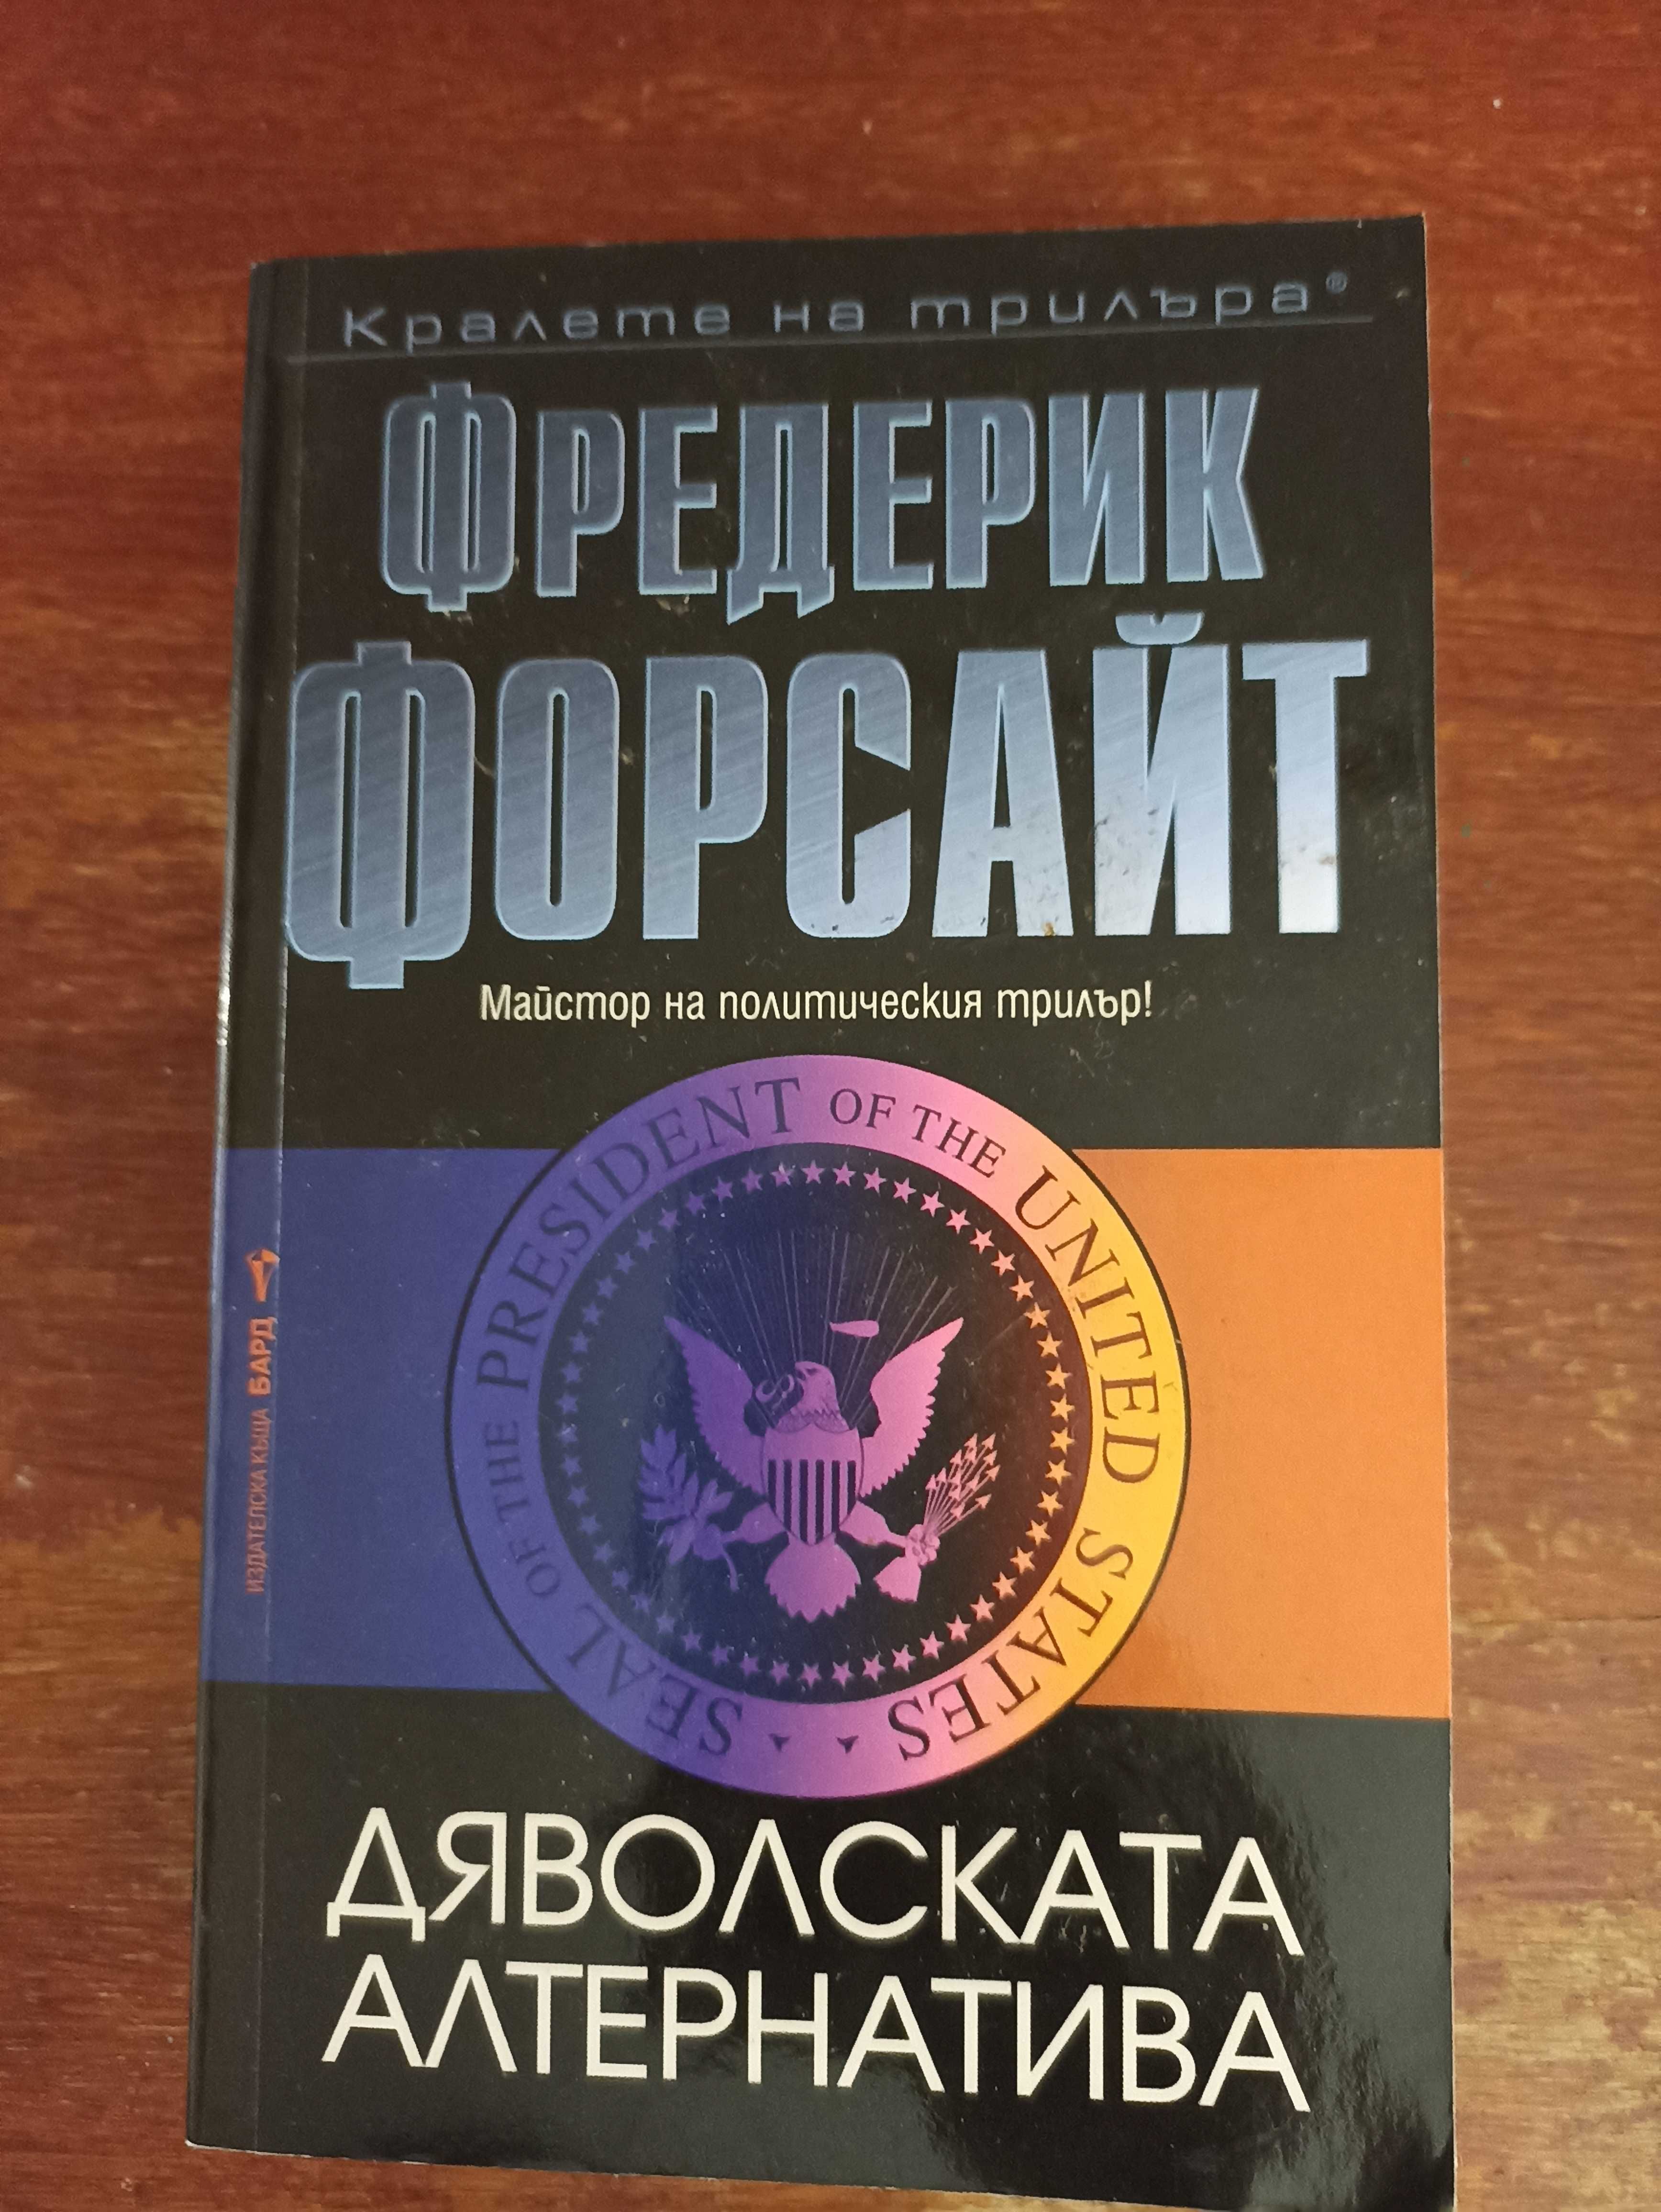 Кралете на трилъра®
ФРЕДЕРИК
ФОРСАЙТ
Майстор на политическия трилър!
SEAL OF THE PRESIDENT OF THE UNITED STATES
ИЗДАТЕЛСКА КЪЩА БАРД
ДЯВОЛСКАТА
АЛТЕРНАТИВА